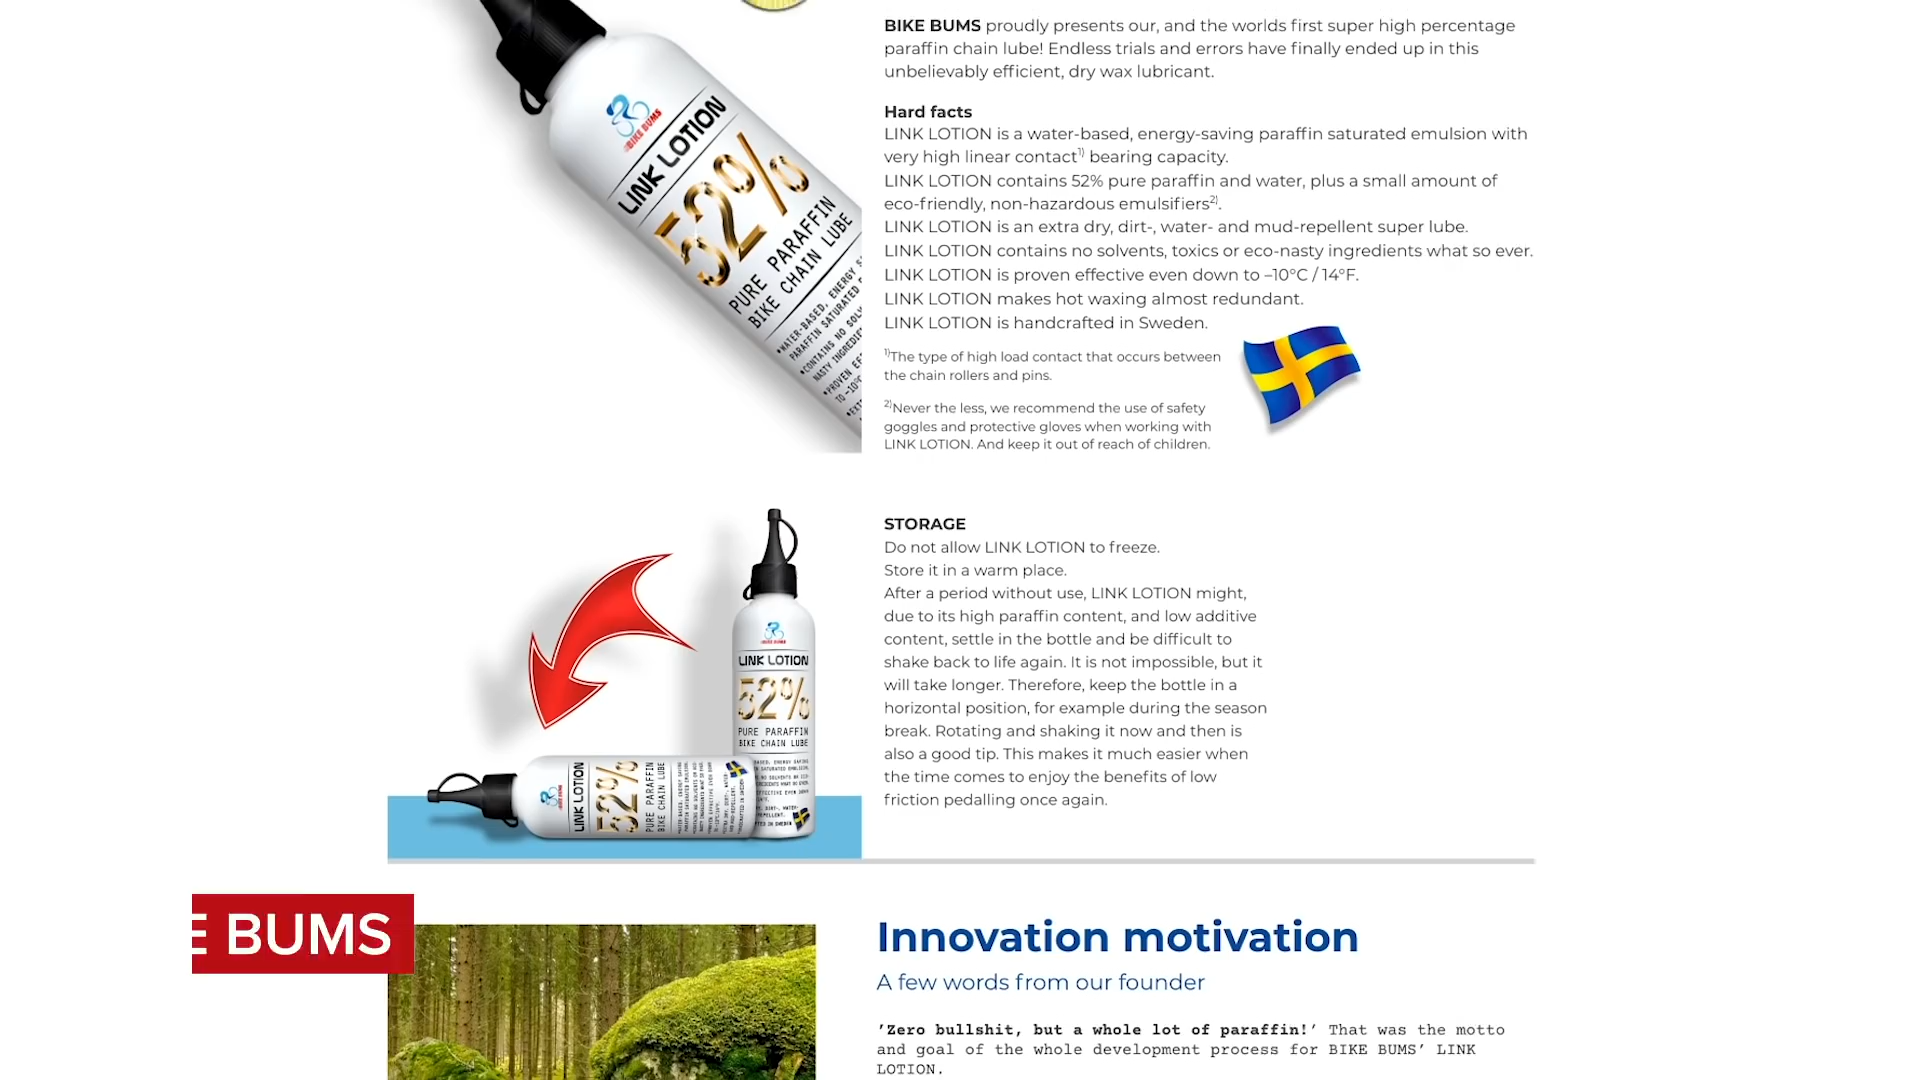 BIKE BUMS
LINK LOTION
52%
PURE PARAFFIN
BIKE CHAIN LUBE
BIKE BUMS proudly presents our, and the worlds first super high percentage
paraffin chain lube! Endless trials and errors have finally ended up in this
unbelievably efficient, dry wax lubricant.
Hard facts
LINK LOTION is a water-based, energy-saving paraffin saturated emulsion with
very high linear contact1) bearing capacity.
LINK LOTION contains 52% pure paraffin and water, plus a small amount of
eco-friendly, non-hazardous emulsifiers2).
LINK LOTION is an extra dry, dirt-, water- and mud-repellent super lube.
LINK LOTION contains no solvents, toxics or eco-nasty ingredients what so ever.
LINK LOTION is proven effective even down to –10°C / 14°F.
LINK LOTION makes hot waxing almost redundant.
LINK LOTION is handcrafted in Sweden.
1)The type of high load contact that occurs between
the chain rollers and pins.
2)Never the less, we recommend the use of safety
goggles and protective gloves when working with
LINK LOTION. And keep it out of reach of children.
STORAGE
Do not allow LINK LOTION to freeze.
Store it in a warm place.
After a period without use, LINK LOTION might,
due to its high paraffin content, and low additive
content, settle in the bottle and be difficult to
shake back to life again. It is not impossible, but it
will take longer. Therefore, keep the bottle in a
horizontal position, for example during the season
break. Rotating and shaking it now and then is
also a good tip. This makes it much easier when
the time comes to enjoy the benefits of low
friction pedalling once again.
LINK LOTION
52%
PURE PARAFFIN
BIKE CHAIN LUBE
LINK LOTION
52%
PURE PARAFFIN
BIKE CHAIN LUBE
E BUMS
Innovation motivation
A few words from our founder
’Zero bullshit, but a whole lot of paraffin!’ That was the motto
and goal of the whole development process for BIKE BUMS’ LINK
LOTION.